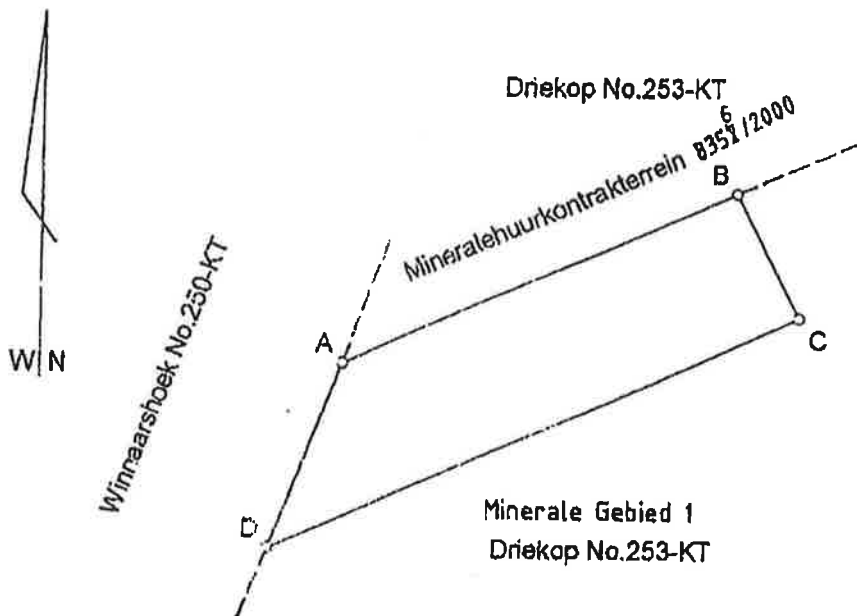 Driekop No.253-KT
6
Mineralehuurkontrakterrein 8352/2000
B
Winnaarshoek No.250-KT
A
W N
C
D
Minerale Gebied 1
Driekop No.253-KT